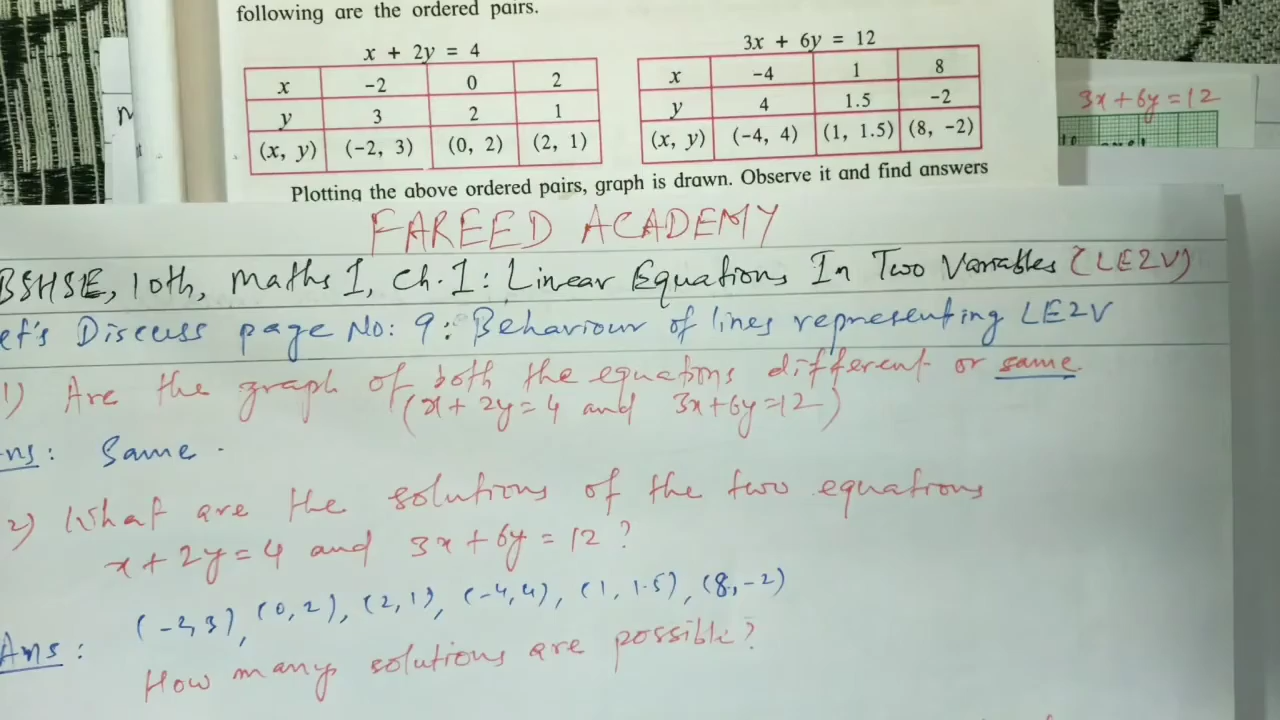 following are the ordered pairs.
x + 2y = 4
x -2 0 2
y 3 2 1
(x, y) (-2, 3) (0, 2) (2, 1)
3x + 6y = 12
x -4 1 8
y 4 1.5 -2
(x, y) (-4, 4) (1, 1.5) (8, -2)
3x+6y=12
Plotting the above ordered pairs, graph is drawn. Observe it and find answers
FAREED ACADEMY
BSHSE, 10th, Maths I, Ch.I: Linear Equations In Two Variables (LE2V)
et's Discuss page No: 9: Behaviour of lines representing LE2V
1) Are the graph of both the equations different or same.
(x+2y=4 and 3x+6y=12)
ns: Same.
2) What are the solutions of the two equations
x+2y=4 and 3x+6y=12?
Ans: (-2,3), (0,2), (2,1), (-4,4), (1, 1.5), (8,-2)
How many solutions are possible?